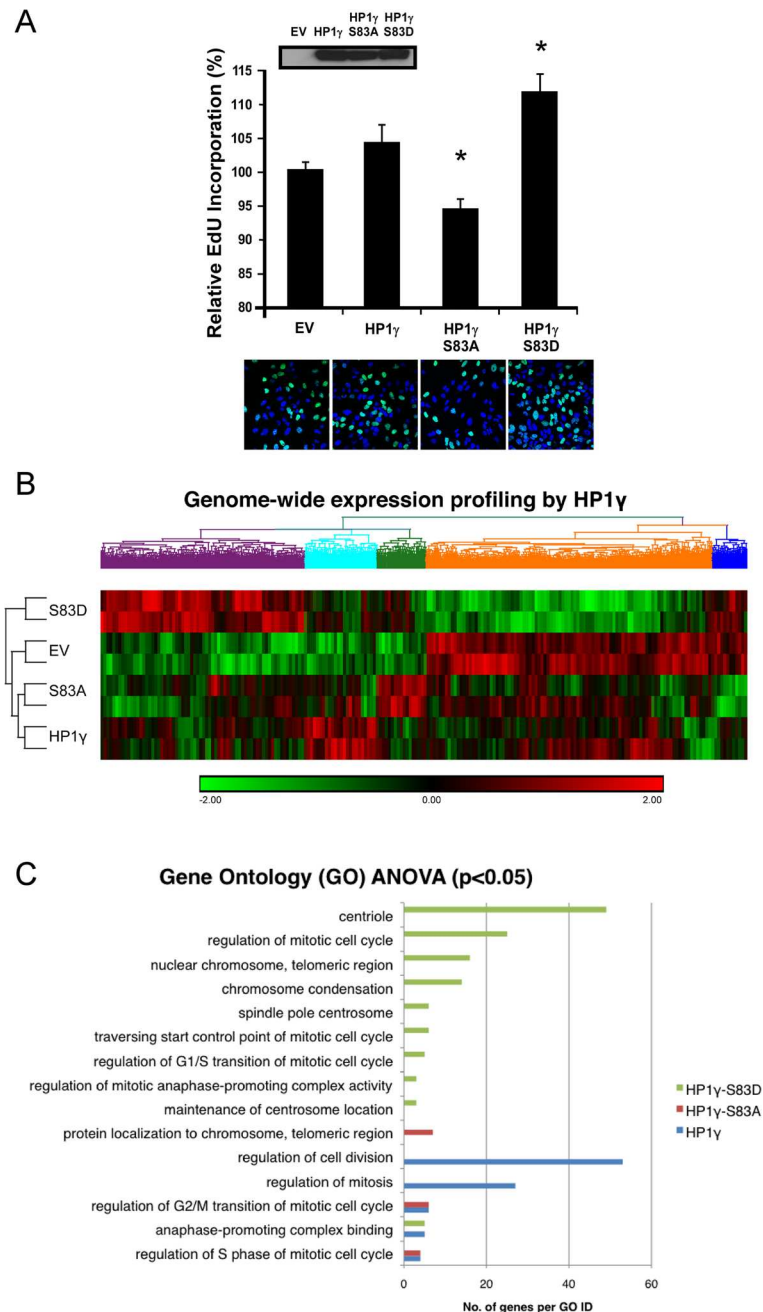 A
EV HP1γ HP1γ S83A HP1γ S83D
*
*
Relative EdU Incorporation (%)
115
110
105
100
95
90
85
80
EV
HP1γ
HP1γ S83A
HP1γ S83D
B
Genome-wide expression profiling by HP1γ
S83D
EV
S83A
HP1γ
-2.00 0.00 2.00
C
Gene Ontology (GO) ANOVA (p<0.05)
centriole
regulation of mitotic cell cycle
nuclear chromosome, telomeric region
chromosome condensation
spindle pole centrosome
traversing start control point of mitotic cell cycle
regulation of G1/S transition of mitotic cell cycle
regulation of mitotic anaphase-promoting complex activity
maintenance of centrosome location
protein localization to chromosome, telomeric region
regulation of cell division
regulation of mitosis
regulation of G2/M transition of mitotic cell cycle
anaphase-promoting complex binding
regulation of S phase of mitotic cell cycle
HP1γ-S83D
HP1γ-S83A
HP1γ
0 20 40 60
No. of genes per GO ID